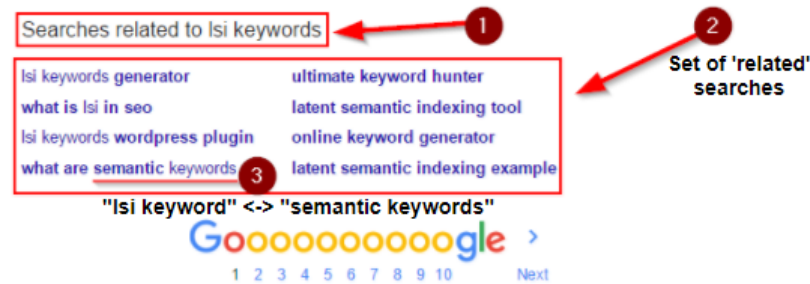 Searches related to lsi keywords
1
2
Set of 'related'
searches
lsi keywords generator
what is lsi in seo
lsi keywords wordpress plugin
what are semantic keywords
3
ultimate keyword hunter
latent semantic indexing tool
online keyword generator
latent semantic indexing example
"lsi keyword" <-> "semantic keywords"
Goooooooooogle >
1 2 3 4 5 6 7 8 9 10 Next